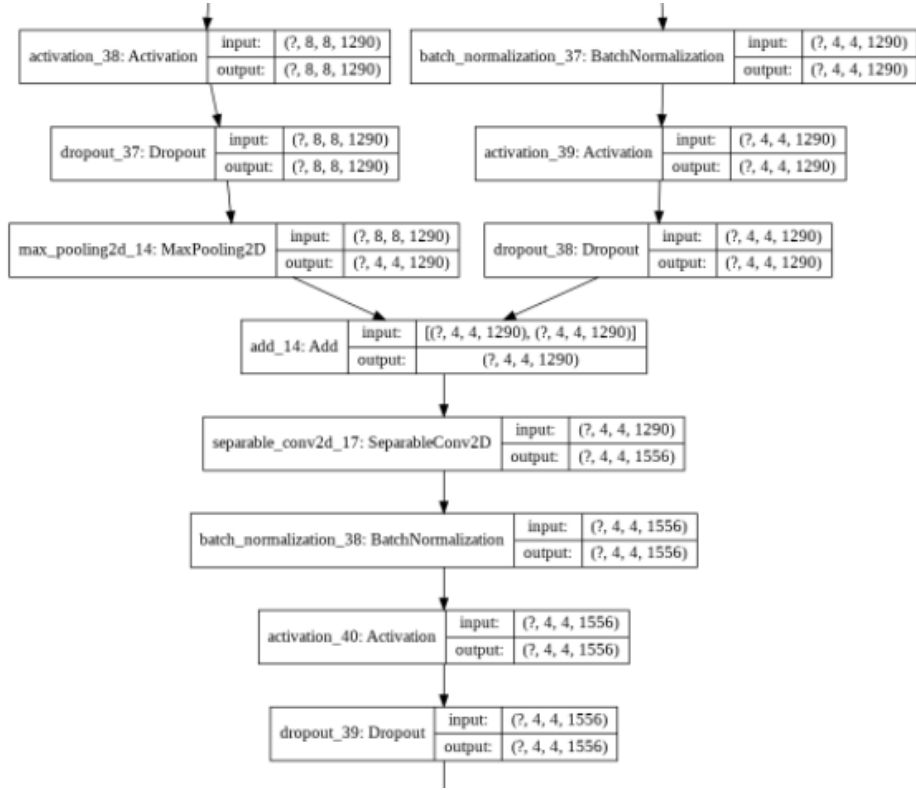 activation_38: Activation
input: (?, 8, 8, 1290)
output: (?, 8, 8, 1290)
batch_normalization_37: BatchNormalization
input: (?, 4, 4, 1290)
output: (?, 4, 4, 1290)
dropout_37: Dropout
input: (?, 8, 8, 1290)
output: (?, 8, 8, 1290)
activation_39: Activation
input: (?, 4, 4, 1290)
output: (?, 4, 4, 1290)
max_pooling2d_14: MaxPooling2D
input: (?, 8, 8, 1290)
output: (?, 4, 4, 1290)
dropout_38: Dropout
input: (?, 4, 4, 1290)
output: (?, 4, 4, 1290)
add_14: Add
input: [(?, 4, 4, 1290), (?, 4, 4, 1290)]
output: (?, 4, 4, 1290)
separable_conv2d_17: SeparableConv2D
input: (?, 4, 4, 1290)
output: (?, 4, 4, 1556)
batch_normalization_38: BatchNormalization
input: (?, 4, 4, 1556)
output: (?, 4, 4, 1556)
activation_40: Activation
input: (?, 4, 4, 1556)
output: (?, 4, 4, 1556)
dropout_39: Dropout
input: (?, 4, 4, 1556)
output: (?, 4, 4, 1556)